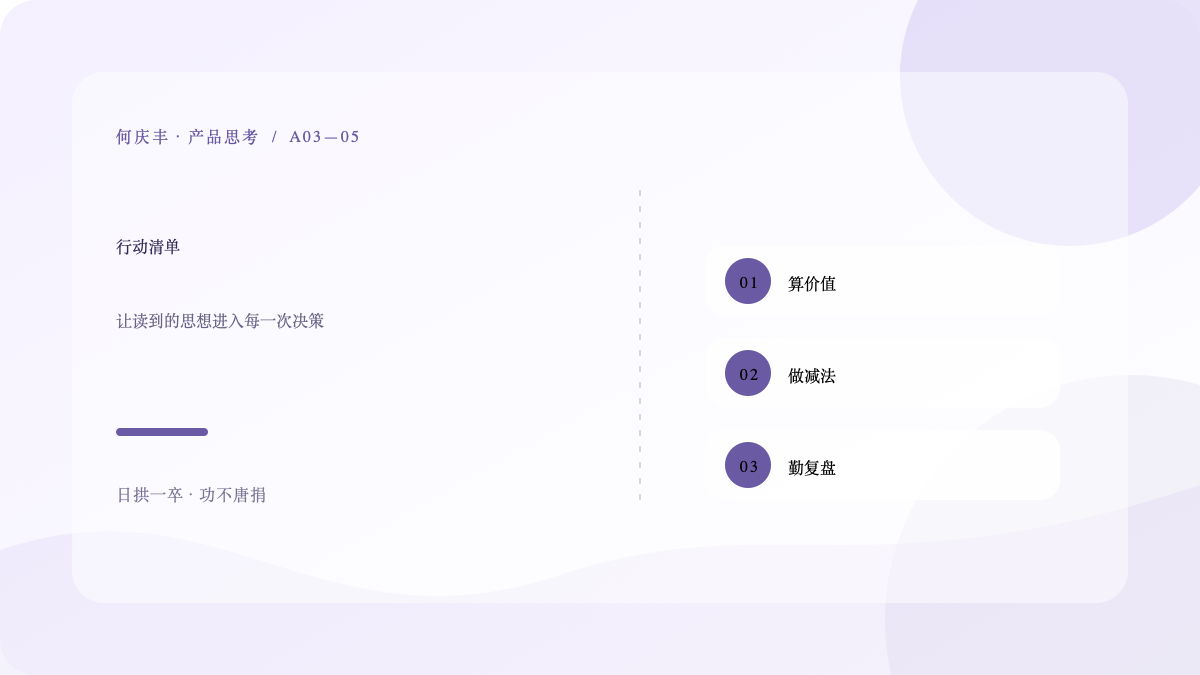 何庆丰 · 产品思考 / A03—05
行动清单
让读到的思想进入每一次决策
日拱一卒 · 功不唐捐
01 算价值
02 做减法
03 勤复盘